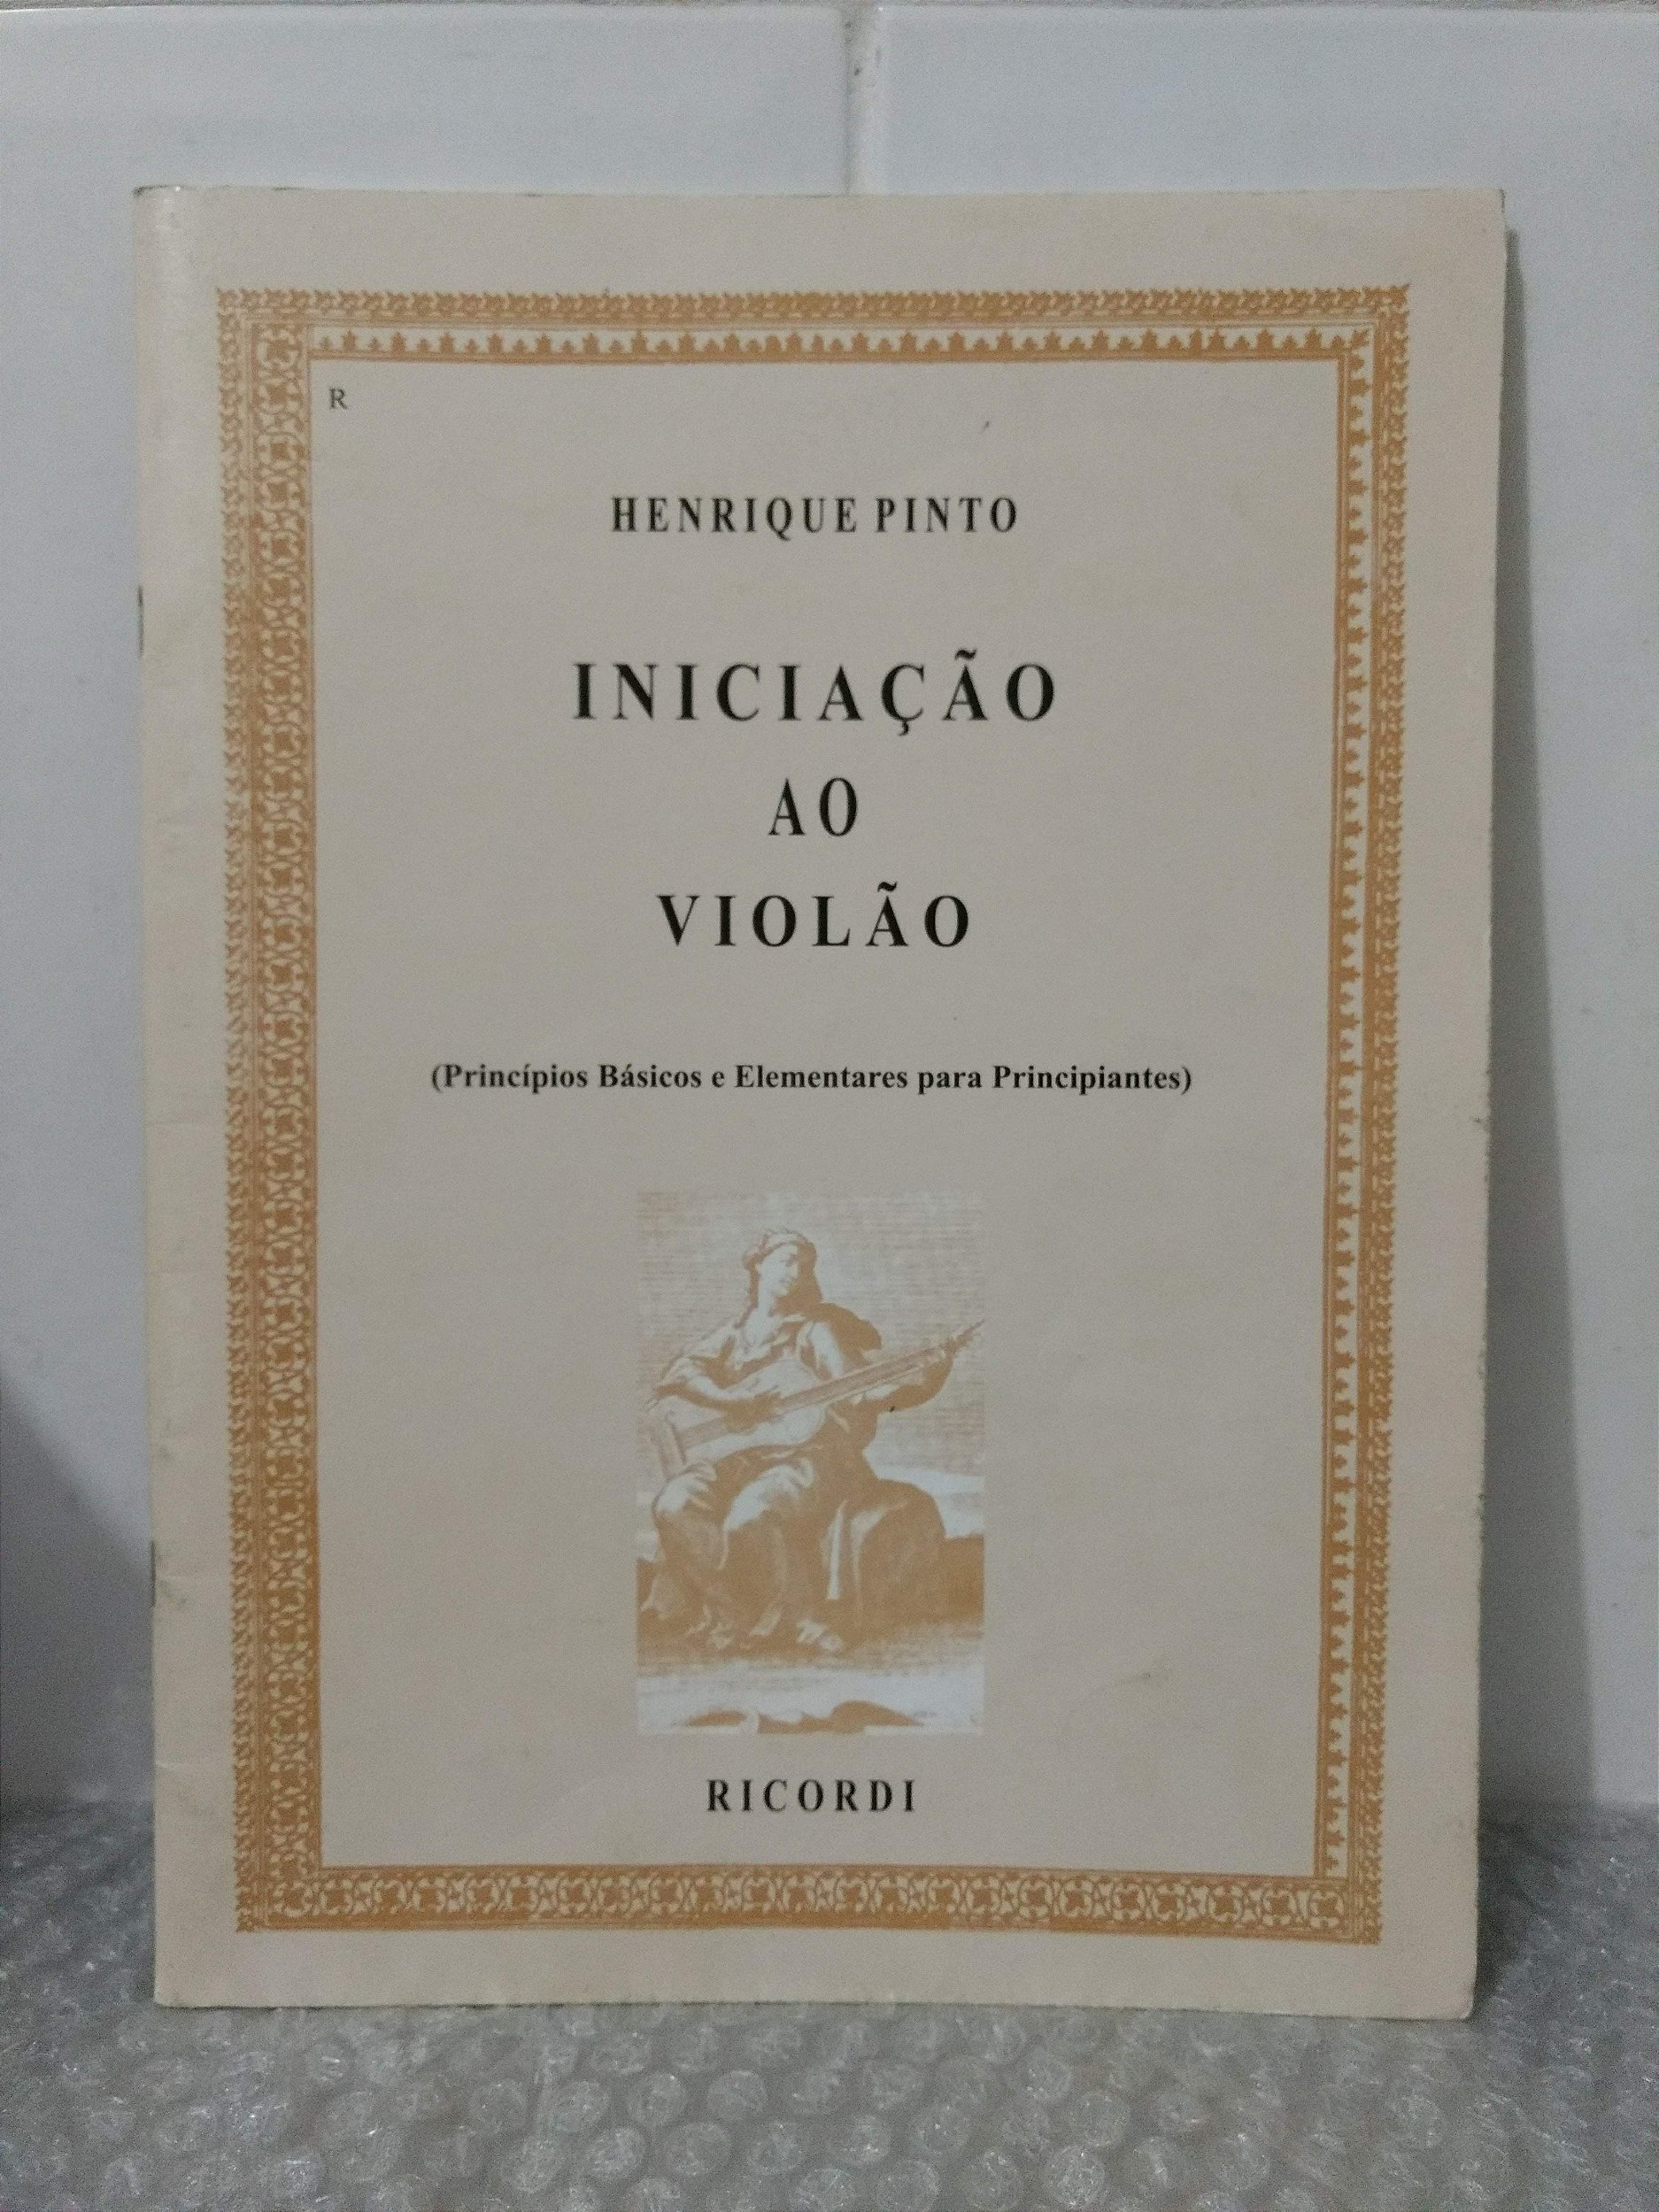 R
HENRIQUE PINTO
INICIAÇÃO
AO
VIOLÃO
(Princípios Básicos e Elementares para Principiantes)
RICORDI